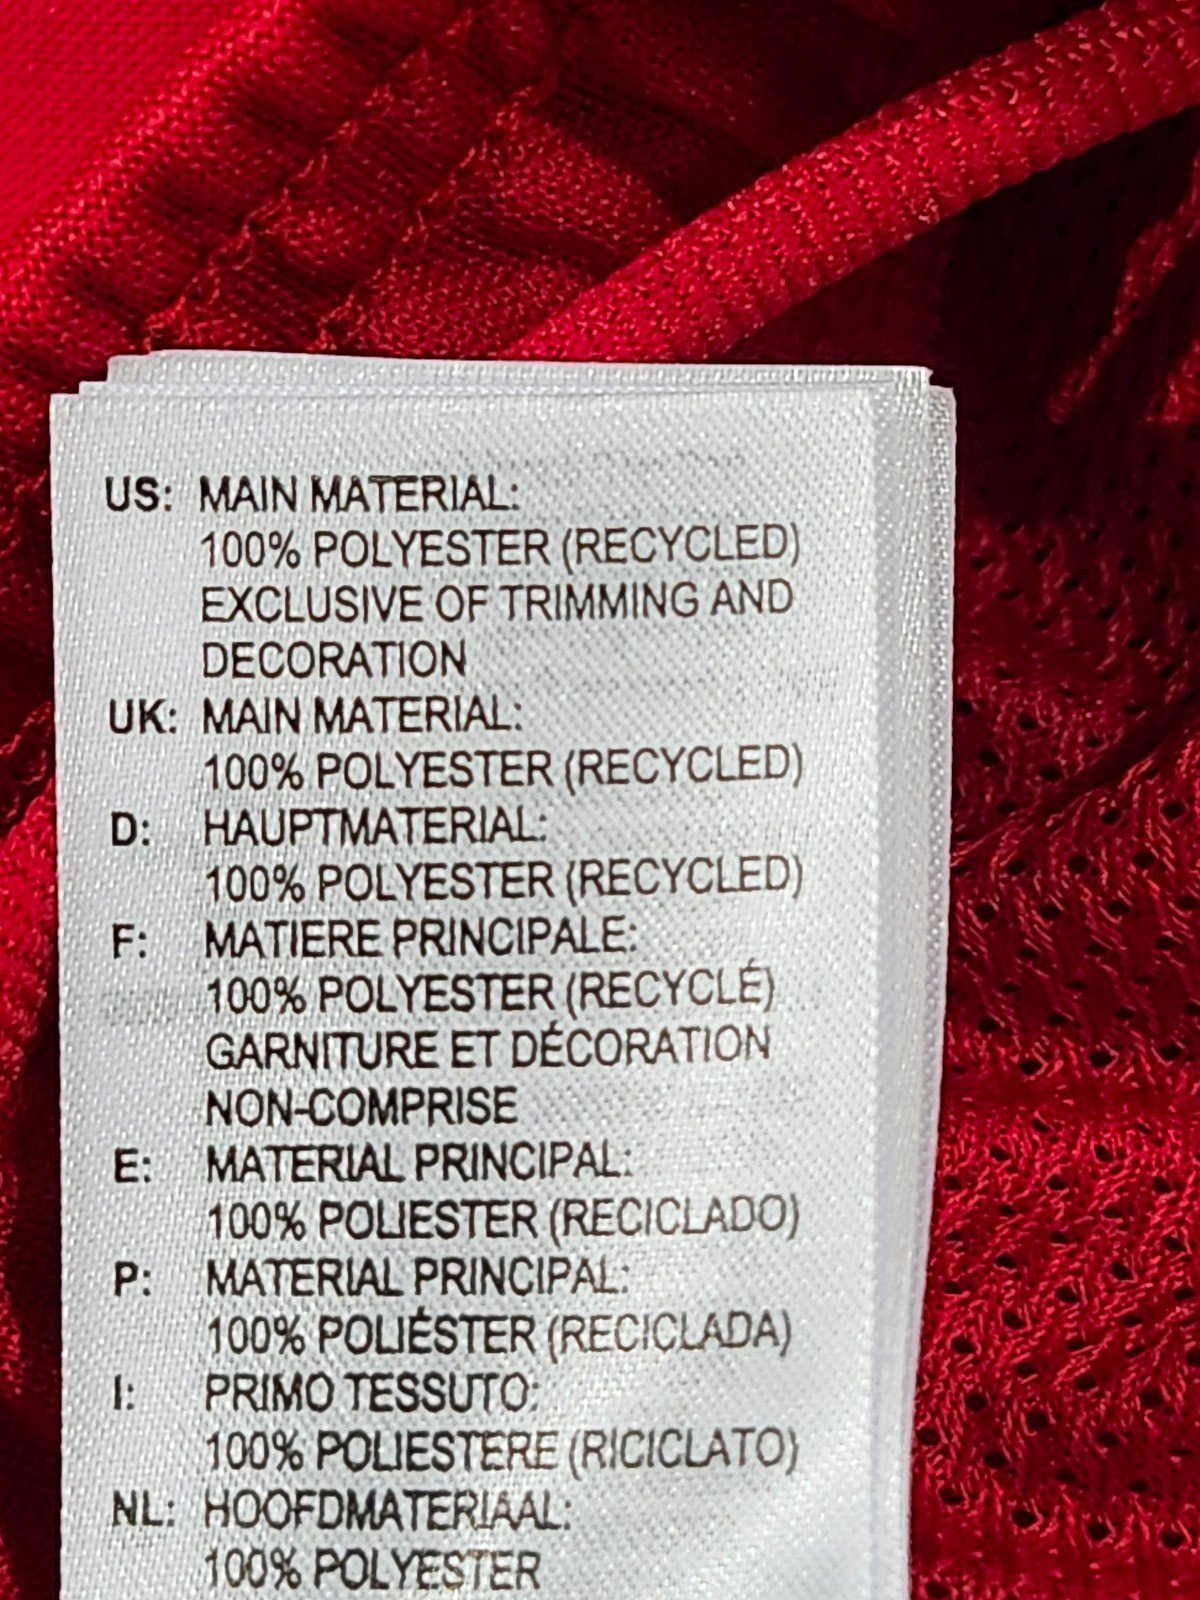 US: MAIN MATERIAL:
100% POLYESTER (RECYCLED)
EXCLUSIVE OF TRIMMING AND
DECORATION
UK: MAIN MATERIAL:
100% POLYESTER (RECYCLED)
D: HAUPTMATERIAL:
100% POLYESTER (RECYCLED)
F: MATIERE PRINCIPALE:
100% POLYESTER (RECYCLÉ)
GARNITURE ET DÉCORATION
NON-COMPRISE
E: MATERIAL PRINCIPAL:
100% POLIESTER (RECICLADO)
P: MATERIAL PRINCIPAL:
100% POLIÉSTER (RECICLADA)
I: PRIMO TESSUTO:
100% POLIESTERE (RICICLATO)
NL: HOOFDMATERIAAL:
100% POLYESTER